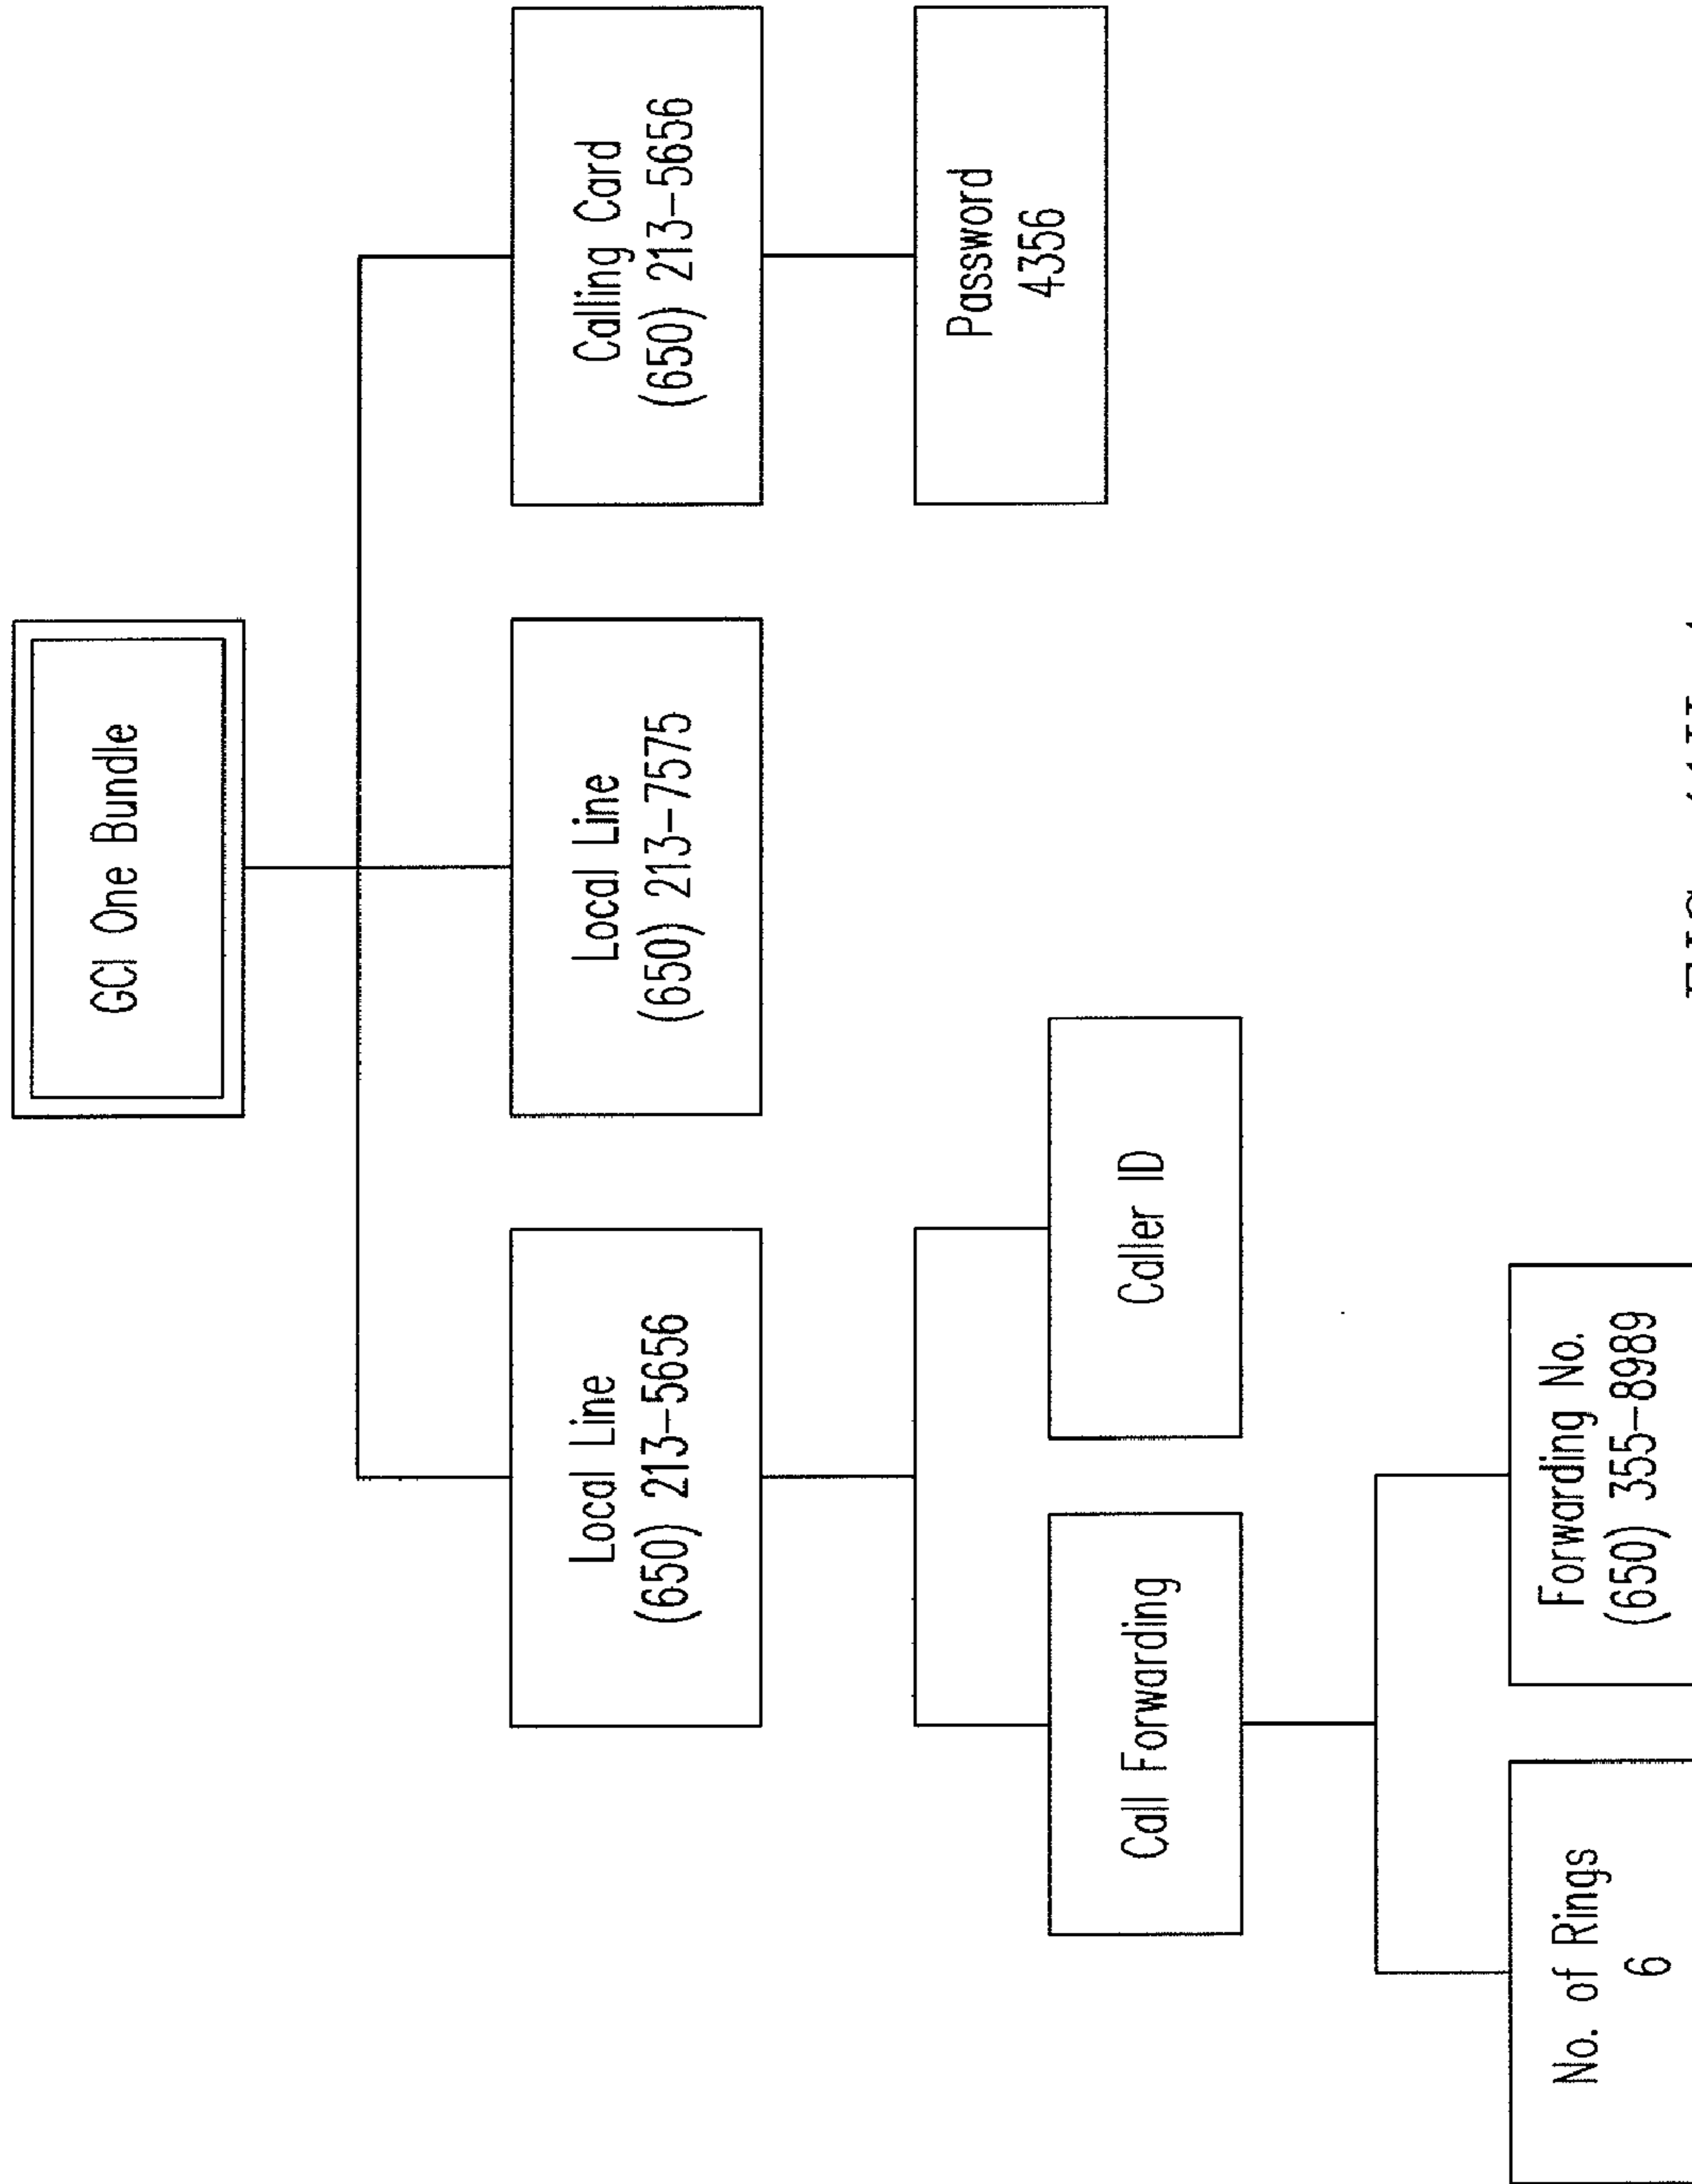 GCI One Bundle
Local Line
(650) 213-5656
Local Line
(650) 213-7575
Calling Card
(650) 213-5656
Call Forwarding
Caller ID
Password
4356
No. of Rings
6
Forwarding No.
(650) 355-8989